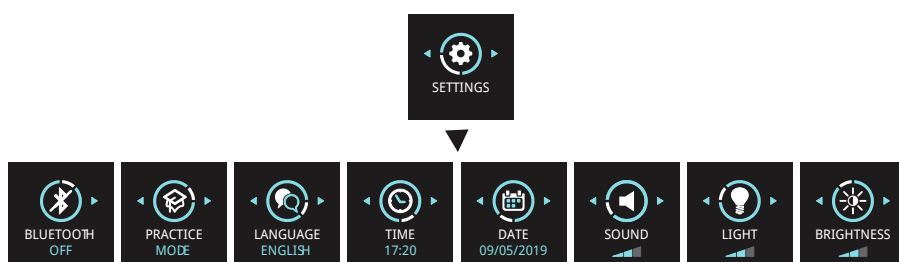 SETTINGS
BLUETOOTH
OFF
PRACTICE
MODE
LANGUAGE
ENGLISH
TIME
17:20
DATE
09/05/2019
SOUND
LIGHT
BRIGHTNESS